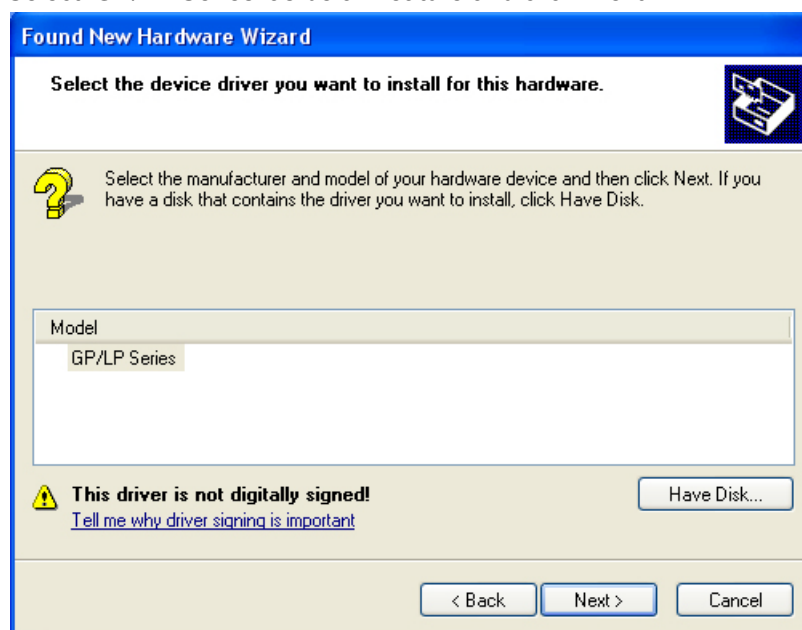 Found New Hardware Wizard
Select the device driver you want to install for this hardware.
Select the manufacturer and model of your hardware device and then click Next. If you
have a disk that contains the driver you want to install, click Have Disk.
Model
GP/LP Series
This driver is not digitally signed!
Have Disk...
Tell me why driver signing is important
< Back
Next >
Cancel